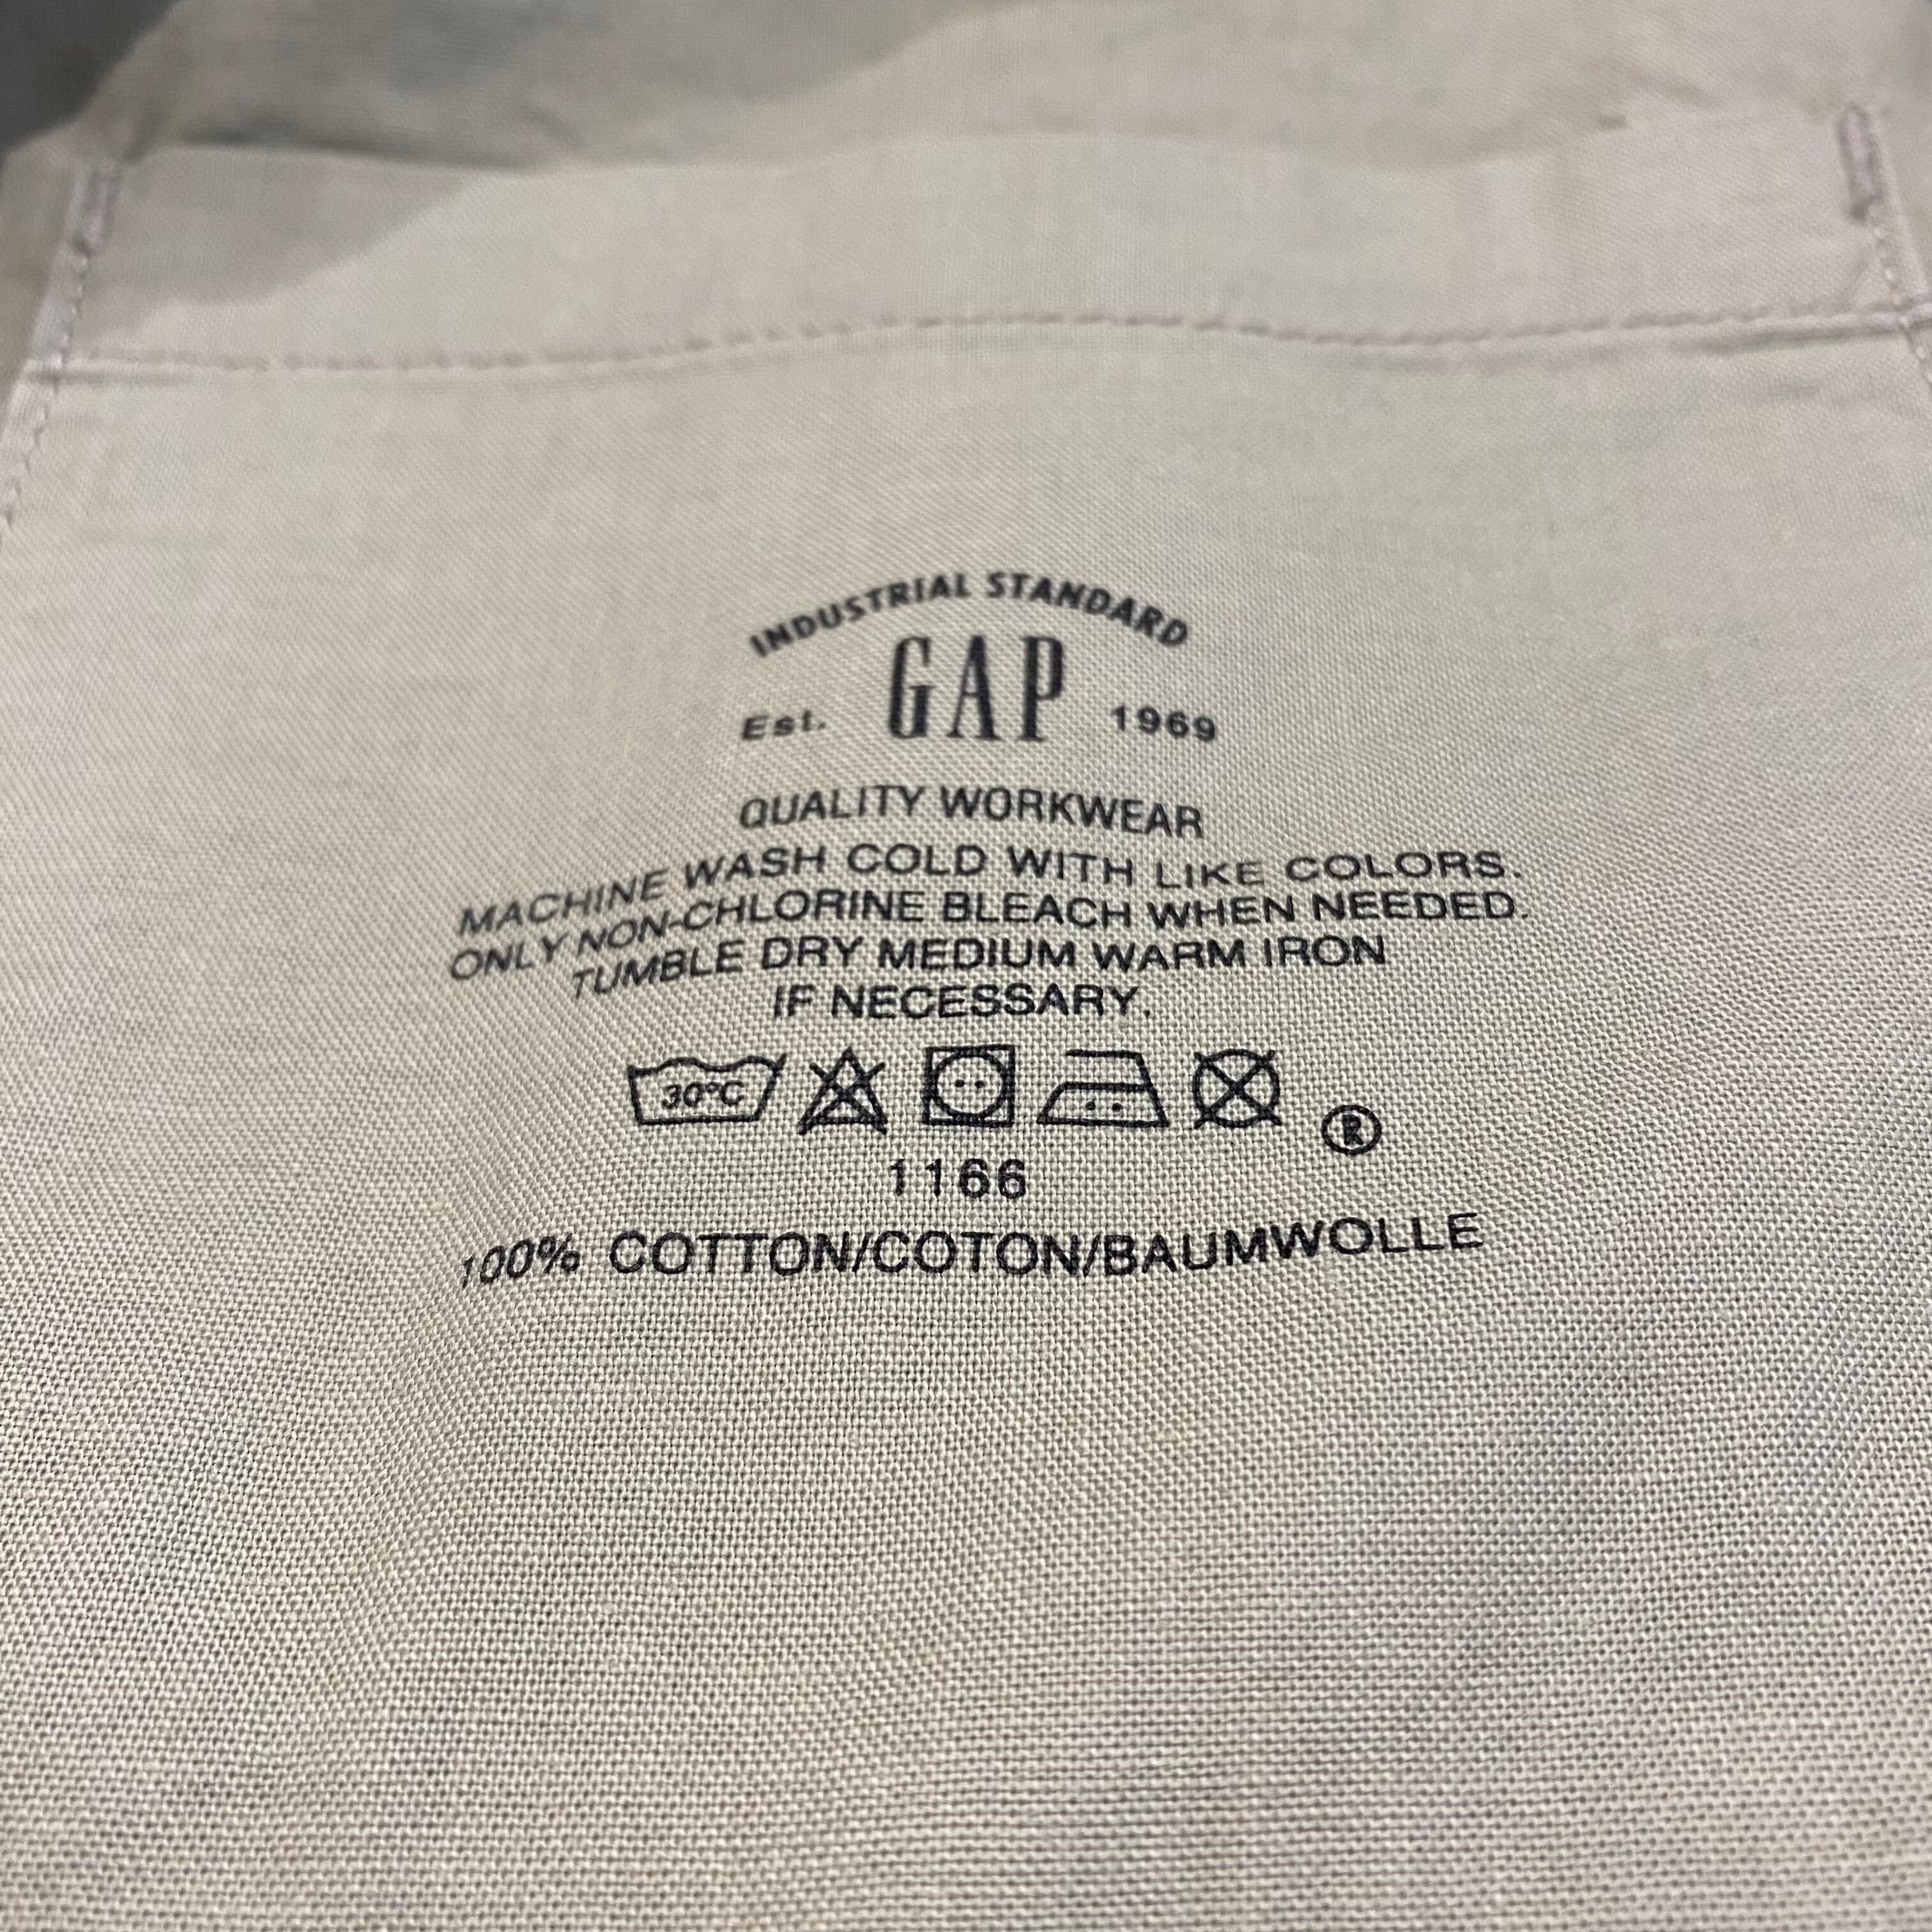 INDUSTRIAL STANDARD
Est. GAP 1969
QUALITY WORKWEAR
MACHINE WASH COLD WITH LIKE COLORS.
ONLY NON-CHLORINE BLEACH WHEN NEEDED.
TUMBLE DRY MEDIUM WARM IRON
IF NECESSARY.
30°C
®
1166
100% COTTON/COTON/BAUMWOLLE